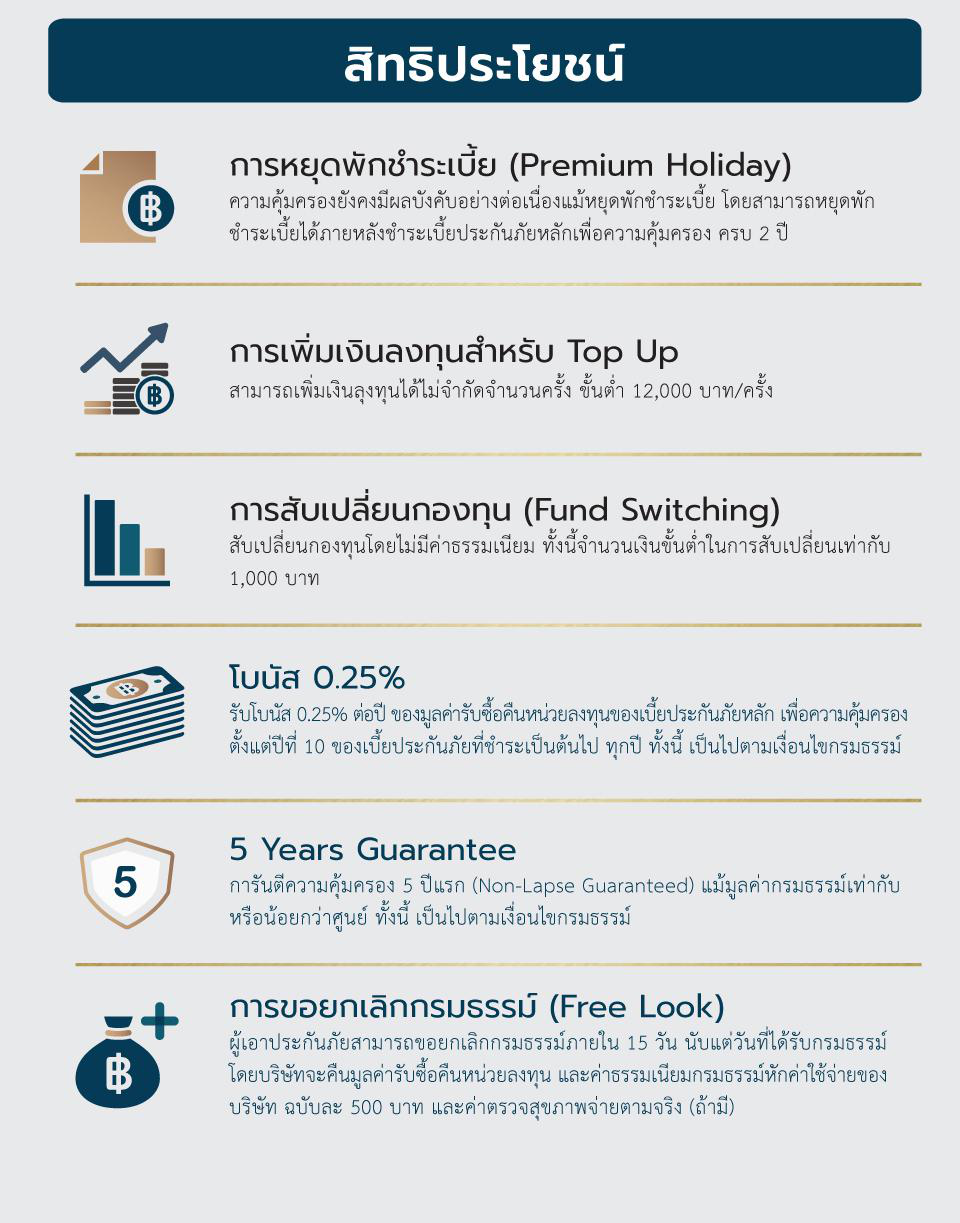 สิทธิประโยชน์
การหยุดพักชำระเบี้ย (Premium Holiday)
ความคุ้มครองยังคงมีผลบังคับอย่างต่อเนื่องแม้หยุดพักชำระเบี้ย โดยสามารถหยุดพัก
ชำระเบี้ยได้ภายหลังชำระเบี้ยประกันภัยหลักเพื่อความคุ้มครอง ครบ 2 ปี
฿
การเพิ่มเงินลงทุนสำหรับ Top Up
สามารถเพิ่มเงินลุงทุนได้ไม่จำกัดจำนวนครั้ง ขั้นต่ำ 12,000 บาท/ครั้ง
฿
การสับเปลี่ยนกองทุน (Fund Switching)
สับเปลี่ยนกองทุนโดยไม่มีค่าธรรมเนียม ทั้งนี้จำนวนเงินขั้นต่ำในการสับเปลี่ยนเท่ากับ
1,000 บาท
โบนัส 0.25%
฿
รับโบนัส 0.25% ต่อปี ของมูลค่ารับซื้อคืนหน่วยลงทุนของเบี้ยประกันภัยหลัก เพื่อความคุ้มครอง
ตั้งแต่ปีที่ 10 ของเบี้ยประกันภัยที่ชำระเป็นต้นไป ทุกปี ทั้งนี้ เป็นไปตามเงื่อนไขกรมธรรม์
5 Years Guarantee
5
การันตีความคุ้มครอง 5 ปีแรก (Non-Lapse Guaranteed) แม้มูลค่ากรมธรรม์เท่ากับ
หรือน้อยกว่าศูนย์ ทั้งนี้ เป็นไปตามเงื่อนไขกรมธรรม์
การขอยกเลิกกรมธรรม์ (Free Look)
ผู้เอาประกันภัยสามารถขอยกเลิกกรมธรรม์ภายใน 15 วัน นับแต่วันที่ได้รับกรมธรรม์
฿
โดยบริษัทจะคืนมูลค่ารับซื้อคืนหน่วยลงทุน และค่าธรรมเนียมกรมธรรม์หักค่าใช้จ่ายของ
บริษัท ฉบับละ 500 บาท และค่าตรวจสุขภาพจ่ายตามจริง (ถ้ามี)